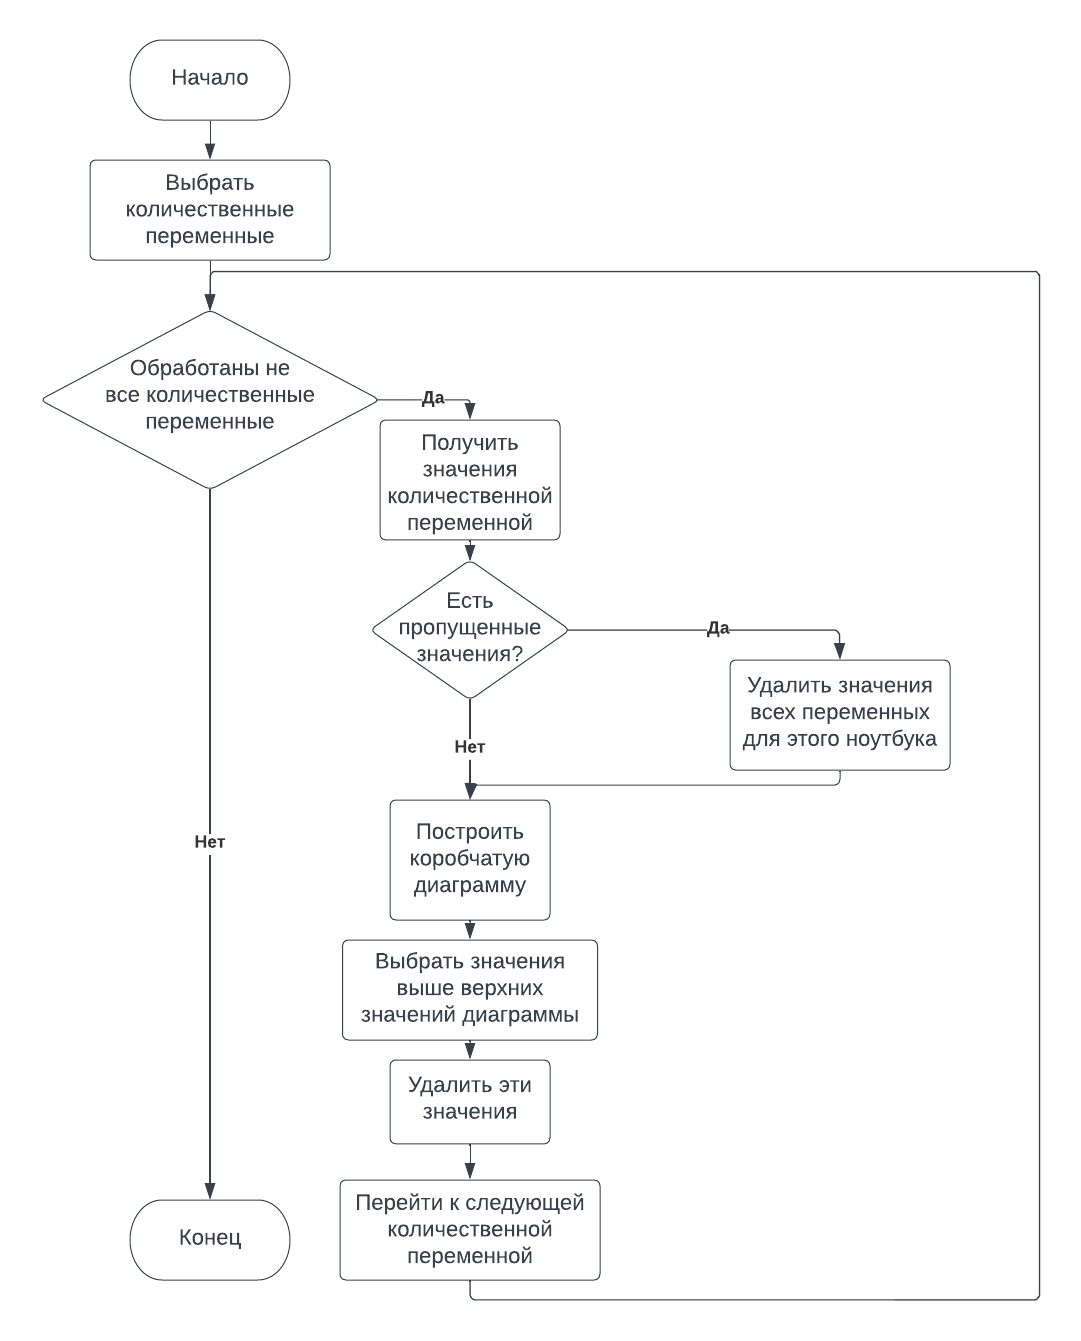 Начало
Выбрать
количественные
переменные
Обработаны не
все количественные
переменные
Да
Получить
значения
количественной
переменной
Есть
пропущенные
значения?
Да
Удалить значения
всех переменных
для этого ноутбука
Нет
Построить
коробчатую
диаграмму
Нет
Выбрать значения
выше верхних
значений диаграммы
Удалить эти
значения
Перейти к следующей
количественной
переменной
Конец